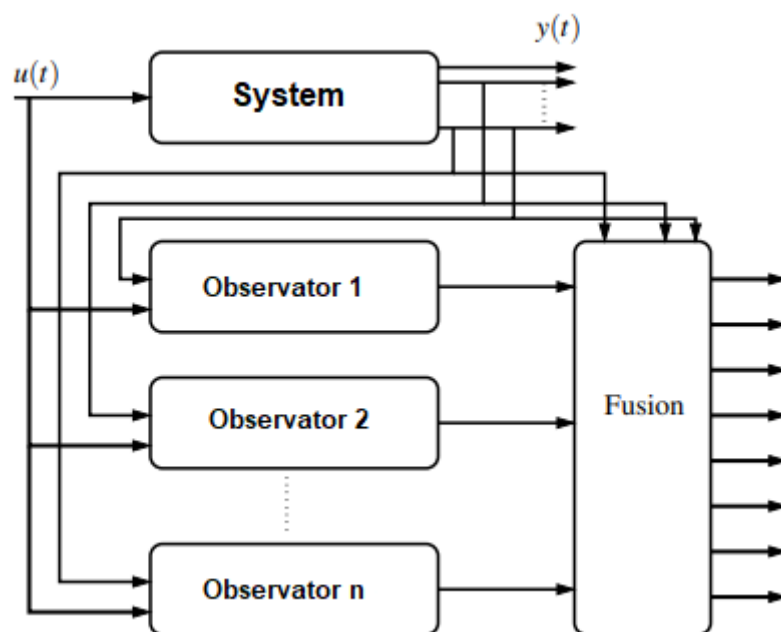 y(t)
u(t)
System
Observator 1
Observator 2
Fusion
Observator n